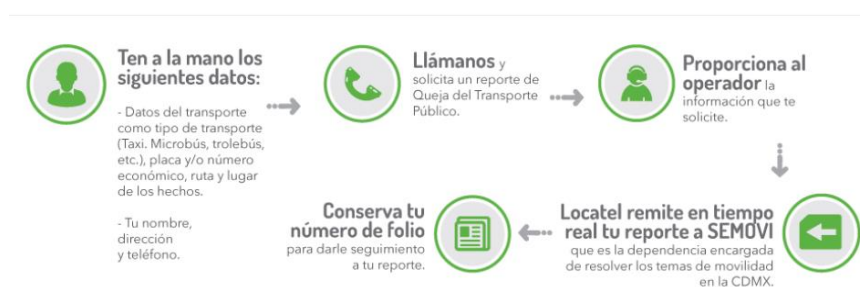 Ten a la mano los
siguientes datos:
- Datos del transporte
como tipo de transporte
(Taxi. Microbús, trolebús,
etc.), placa y/o número
económico, ruta y lugar
de los hechos.
- Tu nombre,
dirección
y teléfono.
Llámanos y
solicita un reporte de
Queja del Transporte
Público.
Proporciona al
operador la
información que te
solicite.
Locatel remite en tiempo
real tu reporte a SEMOVI
que es la dependencia encargada
de resolver los temas de movilidad
en la CDMX.
Conserva tu
número de folio
para darle seguimiento
a tu reporte.